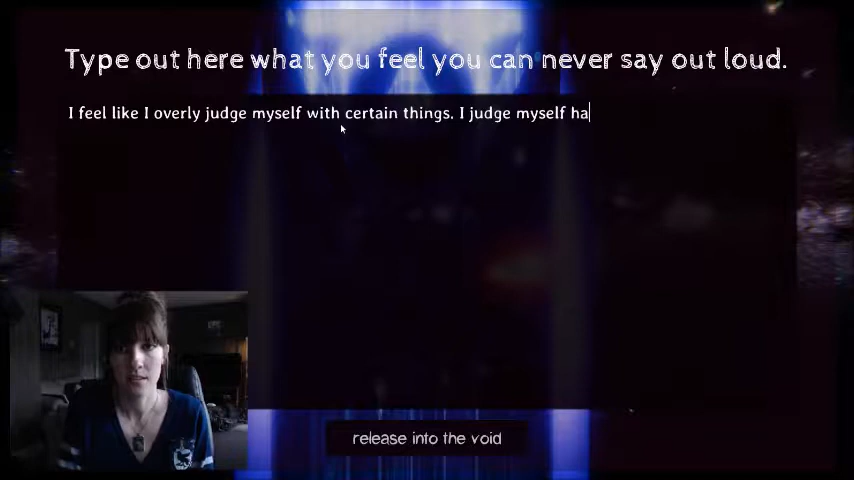 Type out here what you feel you can never say out loud.
I feel like I overly judge myself with certain things. I judge myself ha
release into the void